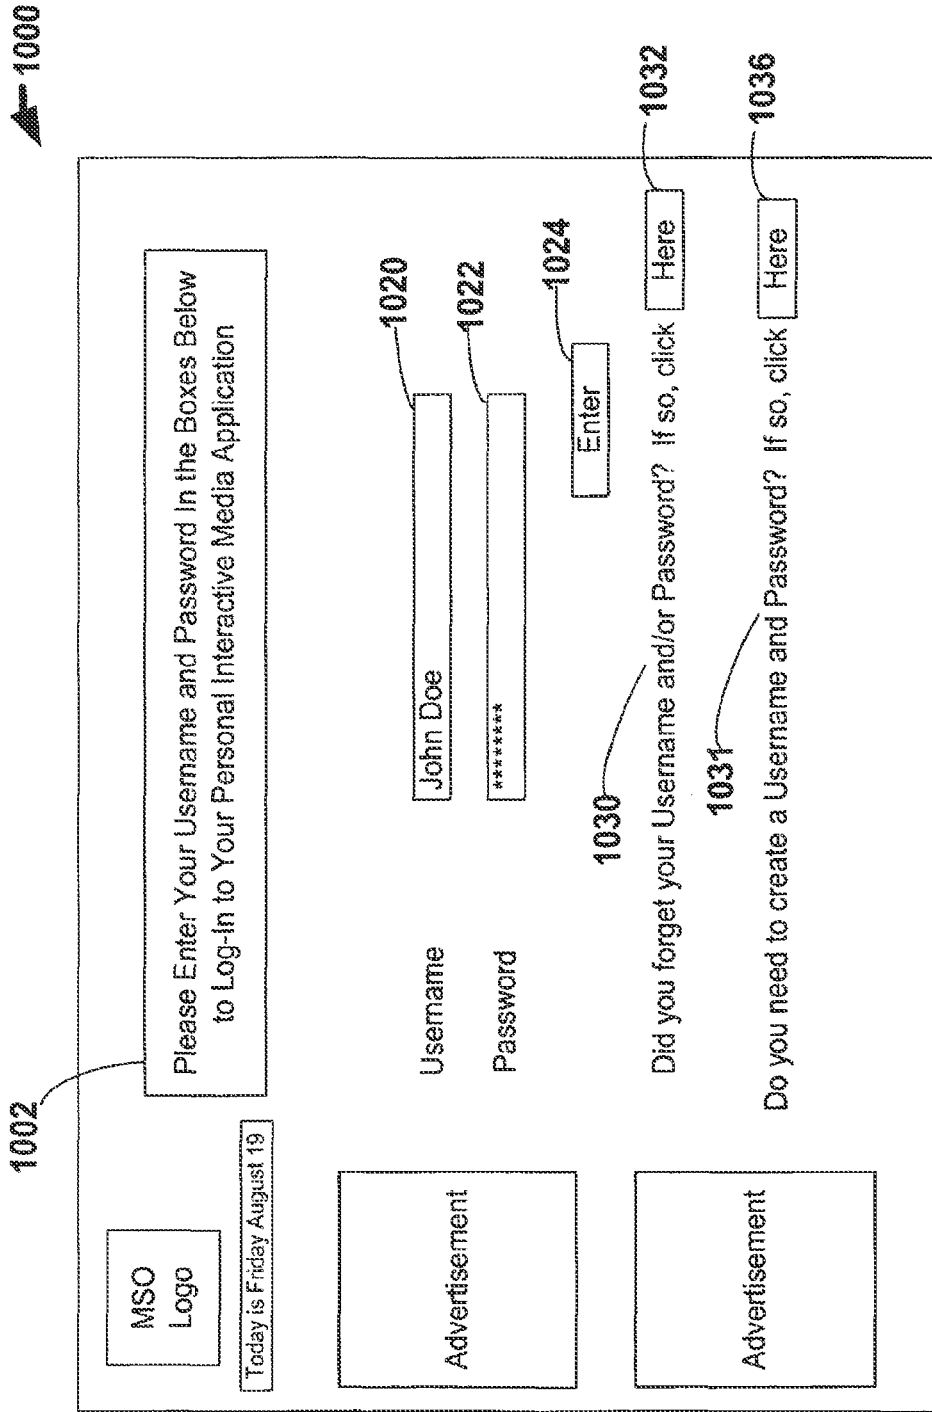 1000
1002
MSO
Logo
Today is Friday August 19
Please Enter Your Username and Password In the Boxes Below
to Log-In to Your Personal Interactive Media Application
Advertisement
Username
John Doe
1020
Password
********
1022
Enter
1024
1030
Did you forget your Username and/or Password? If so, click Here
1032
1031
Advertisement
Do you need to create a Username and Password? If so, click Here
1036